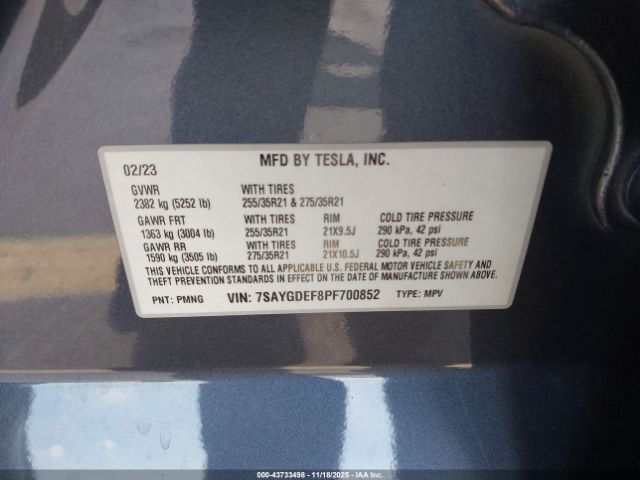 MFD BY TESLA, INC.
02/23
GVWR WITH TIRES
2382 kg (5252 lb) 255/35R21 & 275/35R21
GAWR FRT WITH TIRES RIM COLD TIRE PRESSURE
1363 kg (3004 lb) 255/35R21 21X9.5J 290 kPa, 42 psi
GAWR RR WITH TIRES RIM COLD TIRE PRESSURE
1590 kg (3505 lb) 275/35R21 21X10.5J 290 kPa, 42 psi
THIS VEHICLE CONFORMS TO ALL APPLICABLE U.S. FEDERAL MOTOR VEHICLE SAFETY AND
THEFT PREVENTION STANDARDS IN EFFECT ON THE DATE OF MANUFACTURE SHOWN ABOVE.
PNT: PMNG VIN: 7SAYGDEF8PF700852 TYPE: MPV
000-43733498 - 11/18/2025 - IAA Inc.